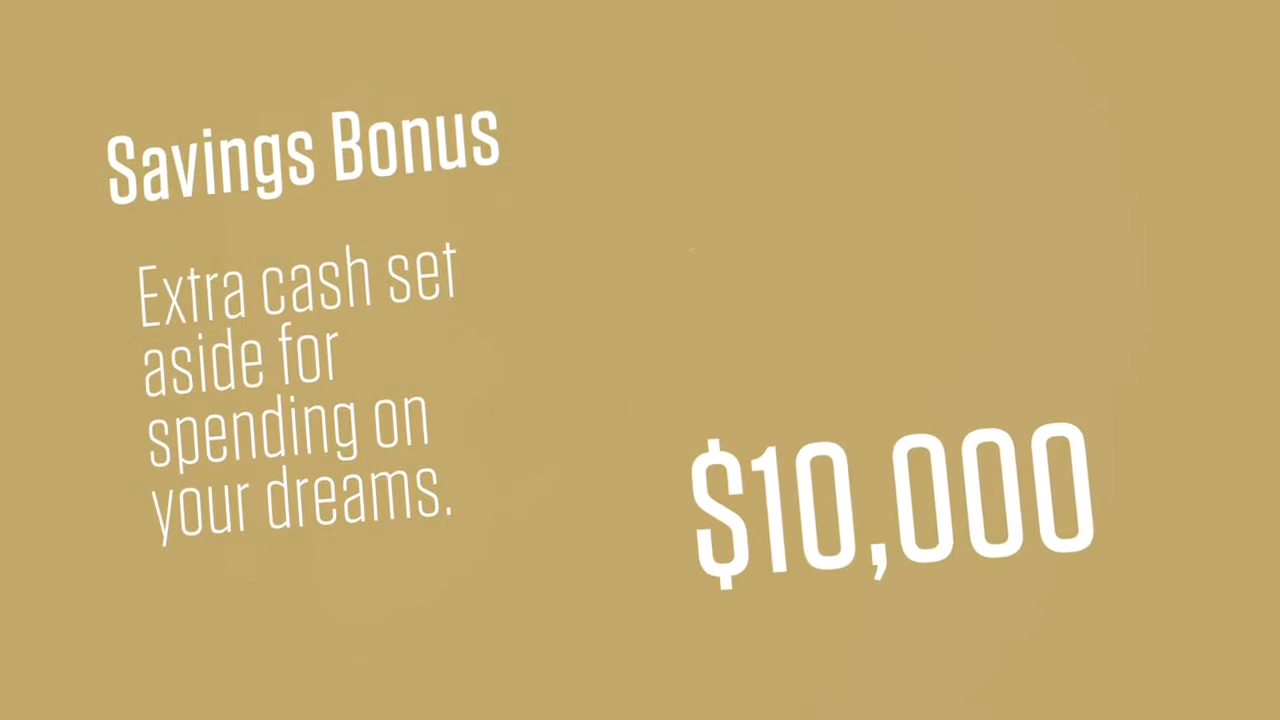 Savings Bonus
Extra cash set
aside for
spending on
your dreams.
$10,000